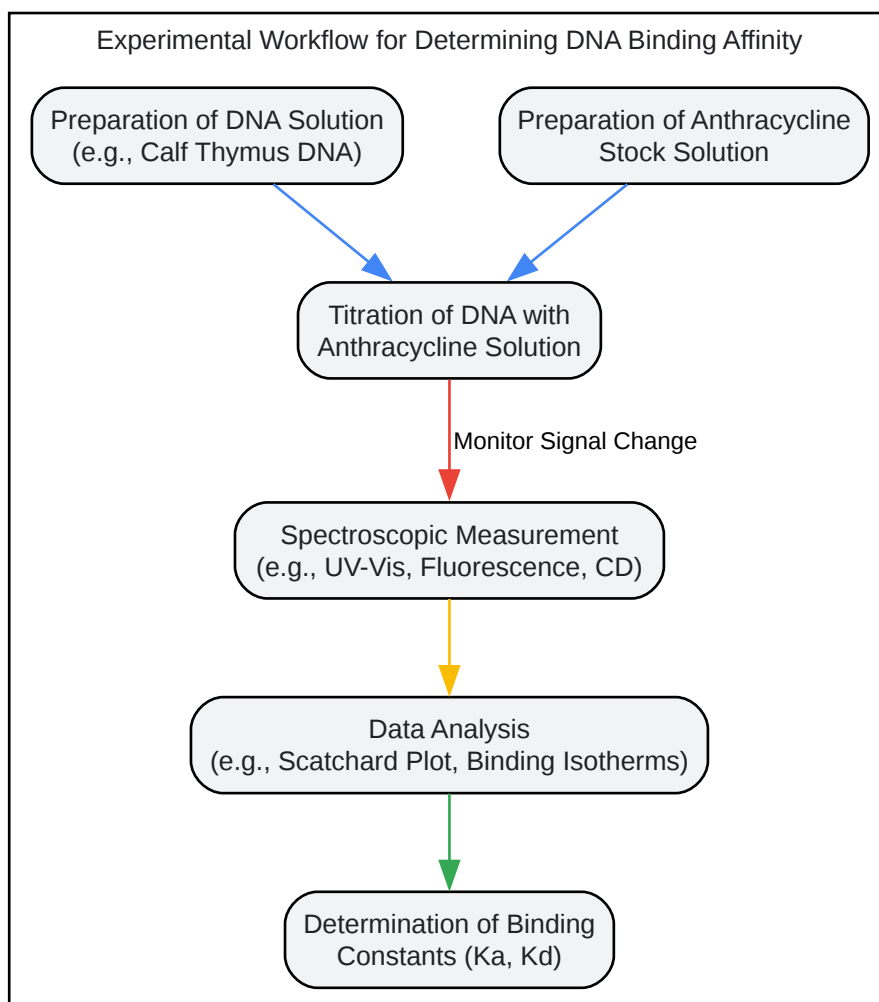 Experimental Workflow for Determining DNA Binding Affinity
Preparation of DNA Solution
(e.g., Calf Thymus DNA)
Preparation of Anthracycline
Stock Solution
Titration of DNA with
Anthracycline Solution
Monitor Signal Change
Spectroscopic Measurement
(e.g., UV-Vis, Fluorescence, CD)
Data Analysis
(e.g., Scatchard Plot, Binding Isotherms)
Determination of Binding
Constants (Ka, Kd)